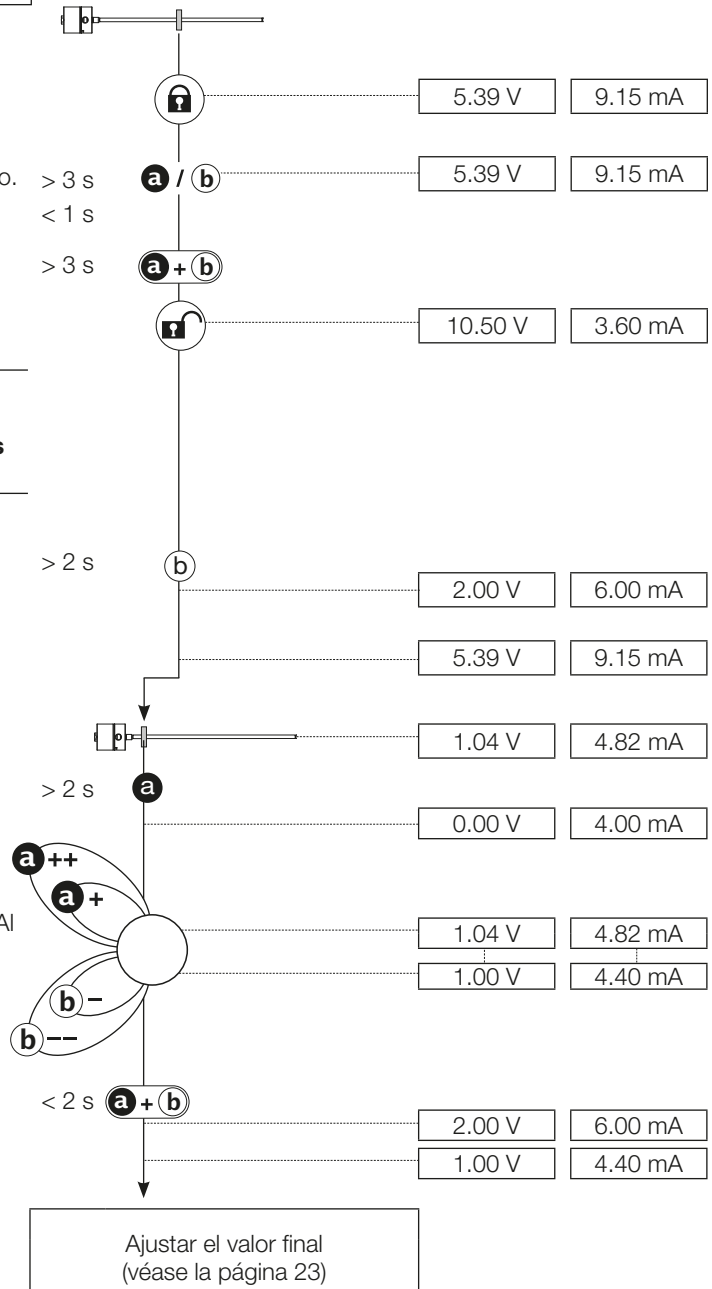 5.39 V 9.15 mA
o. > 3 s a / b 5.39 V 9.15 mA
< 1 s
> 3 s a + b
10.50 V 3.60 mA
s
> 2 s b
2.00 V 6.00 mA
5.39 V 9.15 mA
1.04 V 4.82 mA
> 2 s a
0.00 V 4.00 mA
a ++
a +
Al
1.04 V 4.82 mA
1.00 V 4.40 mA
b -
b --
< 2 s a + b
2.00 V 6.00 mA
1.00 V 4.40 mA
Ajustar el valor final
(véase la página 23)